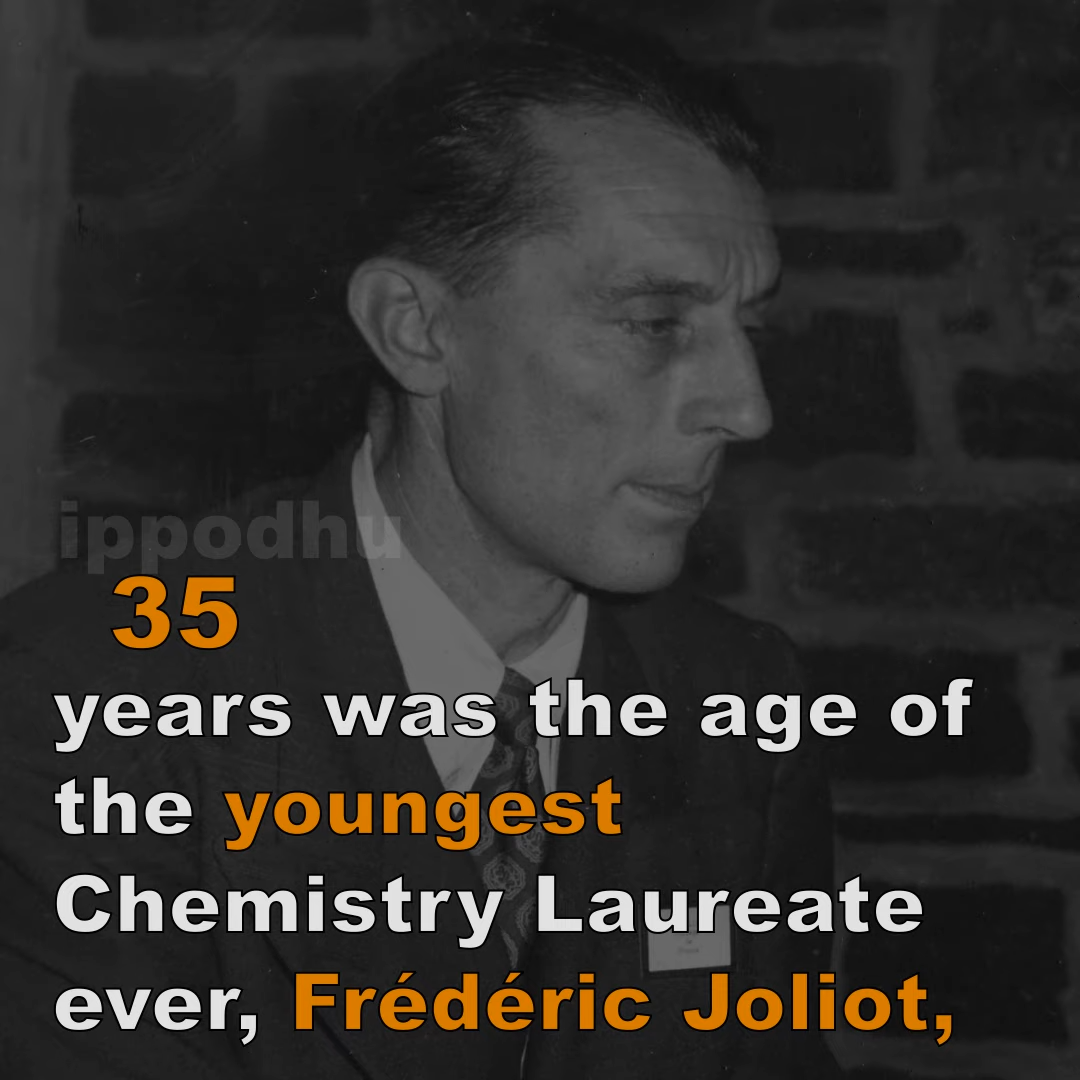 ippodhu
35
years was the age of
the youngest
Chemistry Laureate
ever, Frédéric Joliot,